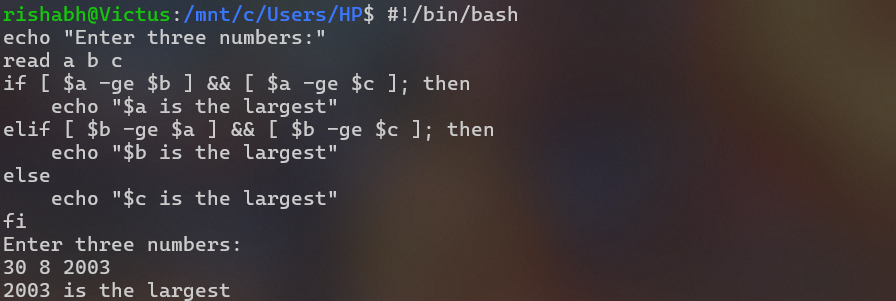 rishabh@Victus:/mnt/c/Users/HP$ #!/bin/bash
echo "Enter three numbers:"
read a b c
if [ $a -ge $b ] && [ $a -ge $c ]; then
    echo "$a is the largest"
elif [ $b -ge $a ] && [ $b -ge $c ]; then
    echo "$b is the largest"
else
    echo "$c is the largest"
fi
Enter three numbers:
30 8 2003
2003 is the largest